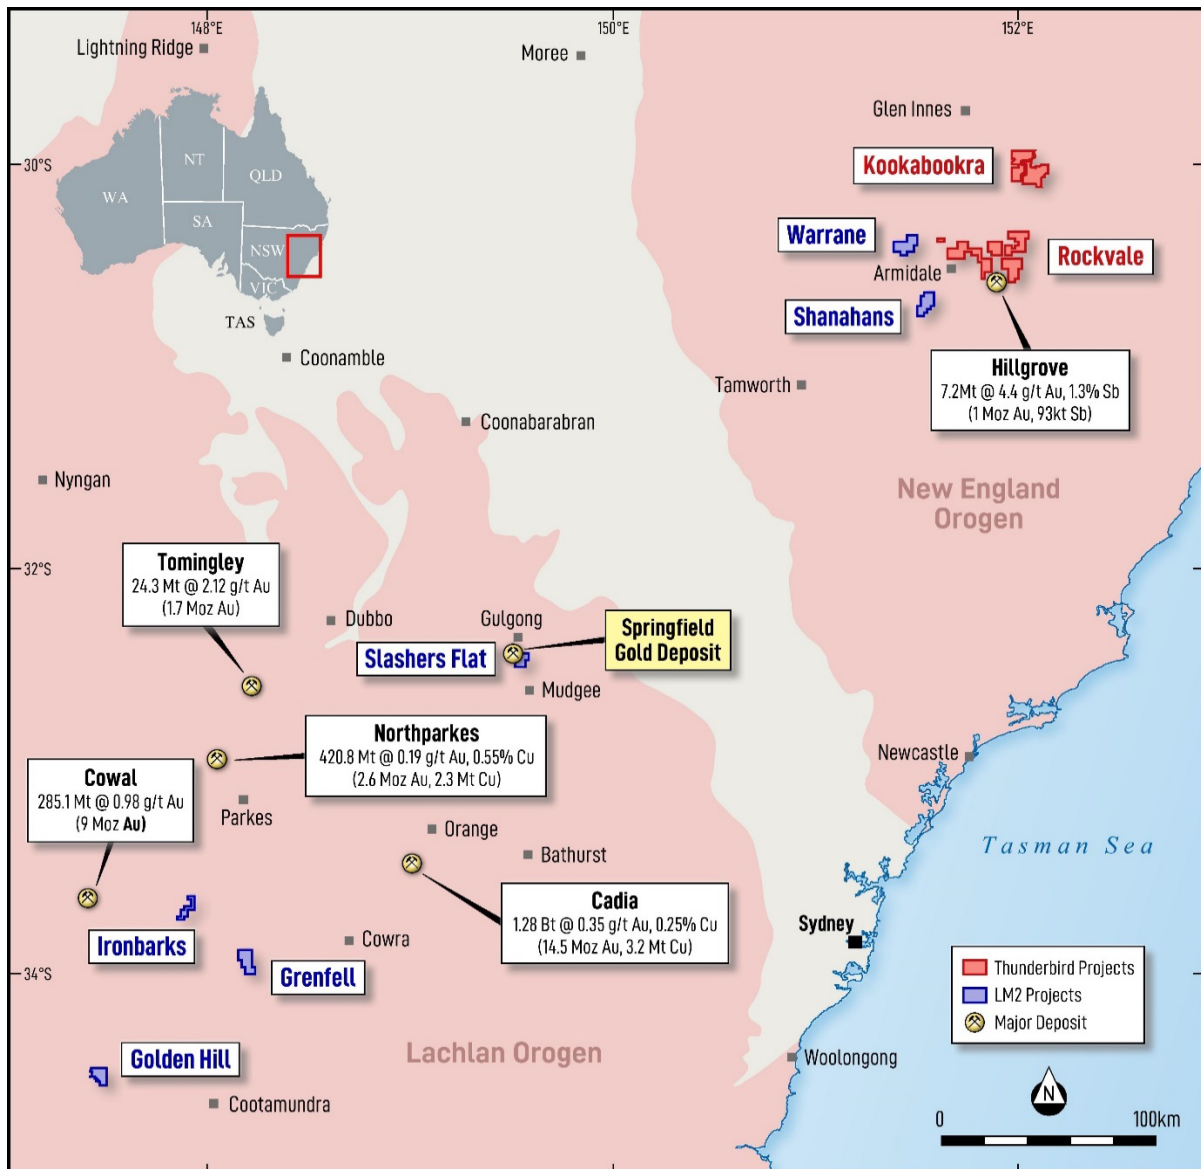 148°E
150°E
152°E
Lightning Ridge
Moree
Glen Innes
30°S
Kookabookra
NT
QLD
WA
SA
NSW
VIC
TAS
Warrane
Rockvale
Armidale
Shanahans
Hillgrove
7.2Mt @ 4.4 g/t Au, 1.3% Sb
(1 Moz Au, 93kt Sb)
Coonamble
Tamworth
Coonabarabran
Nyngan
New England
Orogen
32°S
Tomingley
24.3 Mt @ 2.12 g/t Au
(1.7 Moz Au)
Dubbo
Gulgong
Springfield
Gold Deposit
Slashers Flat
Mudgee
Northparkes
420.8 Mt @ 0.19 g/t Au, 0.55% Cu
(2.6 Moz Au, 2.3 Mt Cu)
Newcastle
Cowal
285.1 Mt @ 0.98 g/t Au
(9 Moz Au)
Parkes
Orange
Bathurst
Tasman Sea
Cadia
1.28 Bt @ 0.35 g/t Au, 0.25% Cu
(14.5 Moz Au, 3.2 Mt Cu)
Sydney
Ironbarks
Cowra
34°S
Grenfell
Thunderbird Projects
LM2 Projects
Major Deposit
Golden Hill
Lachlan Orogen
Woolongong
Cootamundra
N
0
100km